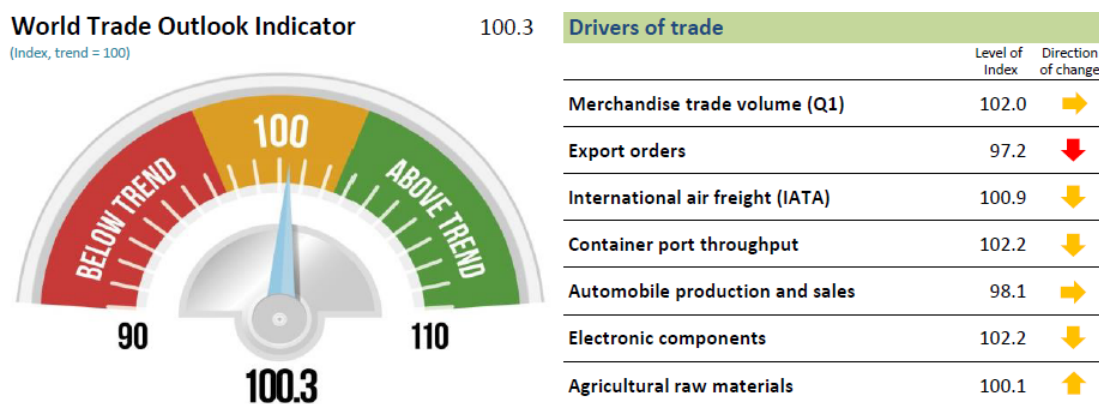 World Trade Outlook Indicator 100.3
(Index, trend = 100)
BELOW TREND
100
ABOVE TREND
90
110
100.3
Drivers of trade
Level of Index Direction of change
Merchandise trade volume (Q1) 102.0
Export orders 97.2
International air freight (IATA) 100.9
Container port throughput 102.2
Automobile production and sales 98.1
Electronic components 102.2
Agricultural raw materials 100.1